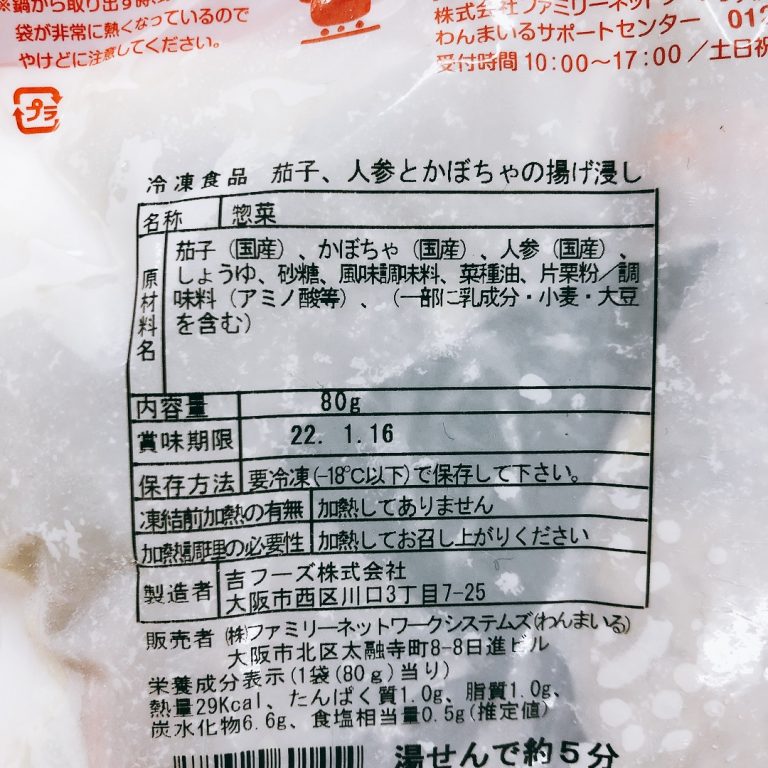 ※鍋から取り出す時
袋が非常に熱くなっているので
やけどに注意してください。
株式会社ファミリーネット
わんまいるサポートセンター 012
受付時間 10:00〜17:00／土日祝
プラ
冷凍食品 茄子、人参とかぼちゃの揚げ浸し
名称 惣菜
原材料名 茄子（国産）、かぼちゃ（国産）、人参（国産）、
しょうゆ、砂糖、風味調味料、菜種油、片栗粉／調
味料（アミノ酸等）、（一部に乳成分・小麦・大豆
を含む）
内容量 80g
賞味期限 22. 1.16
保存方法 要冷凍(-18℃以下)で保存して下さい。
凍結前加熱の有無 加熱してありません
加熱調理の必要性 加熱してお召し上がりください
製造者 吉フーズ株式会社
大阪市西区川口3丁目7-25
販売者 (株)ファミリーネットワークシステムズ(わんまいる)
大阪市北区太融寺町8-8日進ビル
栄養成分表示(1袋(80g)当り)
熱量29Kcal、たんぱく質1.0g、脂質1.0g、
炭水化物6.6g、食塩相当量0.5g(推定値)
湯せんで約5分